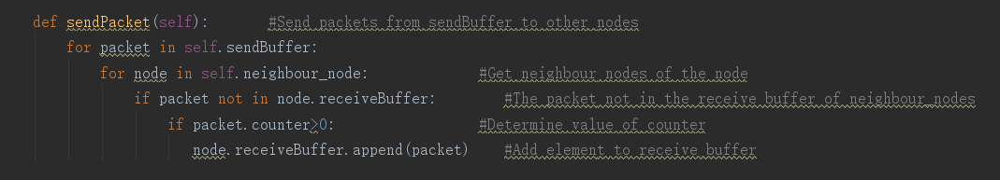 def sendPacket(self):       #Send packets from sendBuffer to other nodes
    for packet in self.sendBuffer:
        for node in self.neighbour_node:             #Get neighbour nodes of the node
            if packet not in node.receiveBuffer:        #The packet not in the receive buffer of neighbour_nodes
                if packet.counter>0:                 #Determine value of counter
                   node.receiveBuffer.append(packet)    #Add element to receive buffer